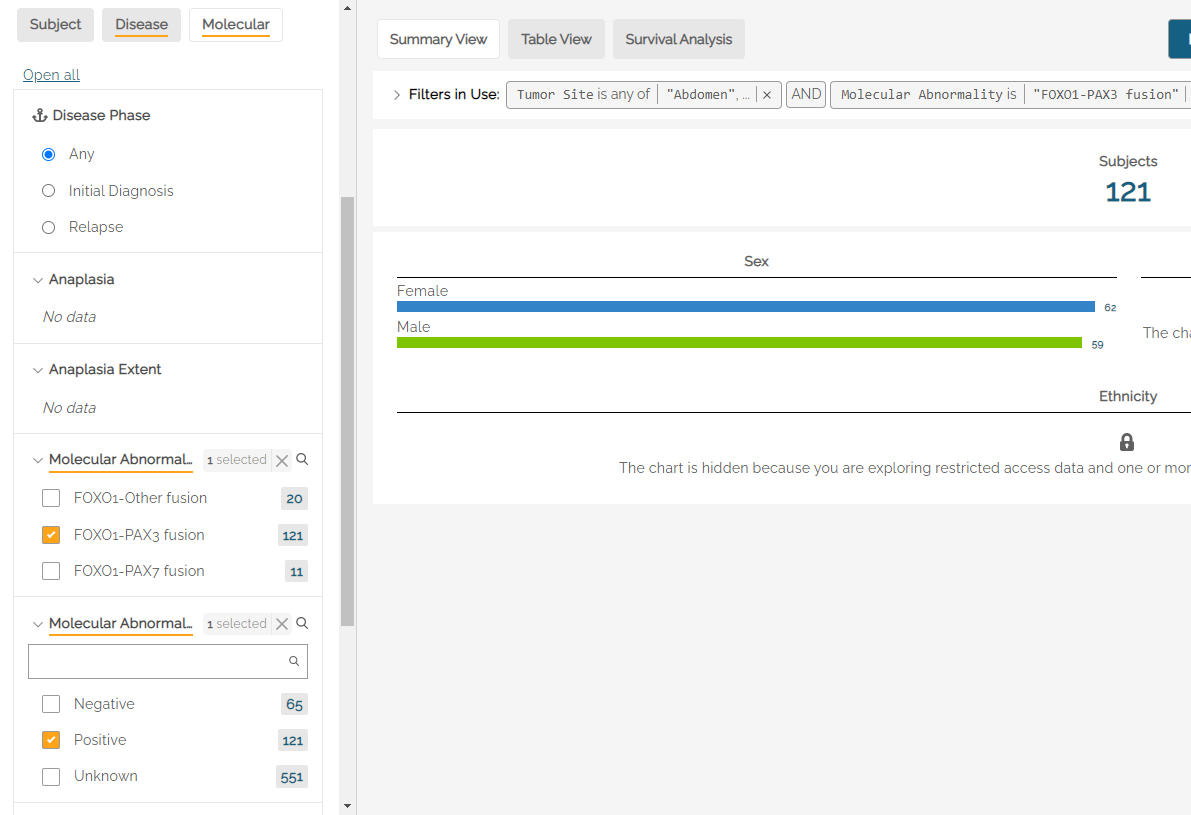 Subject Disease Molecular
Open all
Disease Phase
Any
Initial Diagnosis
Relapse
Anaplasia
No data
Anaplasia Extent
No data
Molecular Abnormal... 1 selected
FOXO1-Other fusion 20
FOXO1-PAX3 fusion 121
FOXO1-PAX7 fusion 11
Molecular Abnormal... 1 selected
Negative 65
Positive 121
Unknown 551
Summary View Table View Survival Analysis
Filters in Use: Tumor Site is any of "Abdomen", ... × AND Molecular Abnormality is "FOXO1-PAX3 fusion"
Subjects
121
Sex
Female
62
Male
59
The cha
Ethnicity
The chart is hidden because you are exploring restricted access data and one or mor